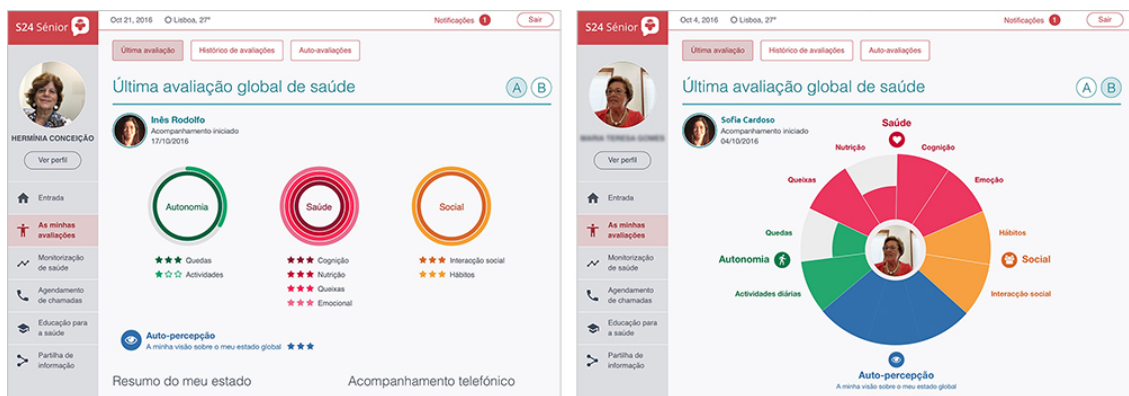 S24 Sénior
Oct 21, 2016
Lisboa, 27°
Notificações 1
Sair
Última avaliação
Histórico de avaliações
Auto-avaliações
Última avaliação global de saúde
A B
HERMÍNIA CONCEIÇÃO
Ver perfil
Inês Rodolfo
Acompanhamento iniciado
17/10/2016
Entrada
As minhas
avaliações
Monitorização
de saúde
Agendamento
de chamadas
Educação para
a saúde
Partilha de
informação
Autonomia
Quedas
Actividades
Saúde
Cognição
Nutrição
Queixas
Emocional
Social
Interacção social
Hábitos
Auto-percepção
A minha visão sobre o meu estado global
Resumo do meu estado
Acompanhamento telefónico
S24 Sénior
Oct 4, 2016
Lisboa, 27°
Notificações 1
Sair
Última avaliação
Histórico de avaliações
Auto-avaliações
Última avaliação global de saúde
A B
Ver perfil
Sofia Cardoso
Acompanhamento iniciado
04/10/2016
Entrada
As minhas
avaliações
Monitorização
de saúde
Agendamento
de chamadas
Educação para
a saúde
Partilha de
informação
Saúde
Nutrição
Cognição
Queixas
Emoção
Quedas
Hábitos
Autonomia
Social
Actividades diárias
Interacção social
Auto-percepção
A minha visão sobre o meu estado global